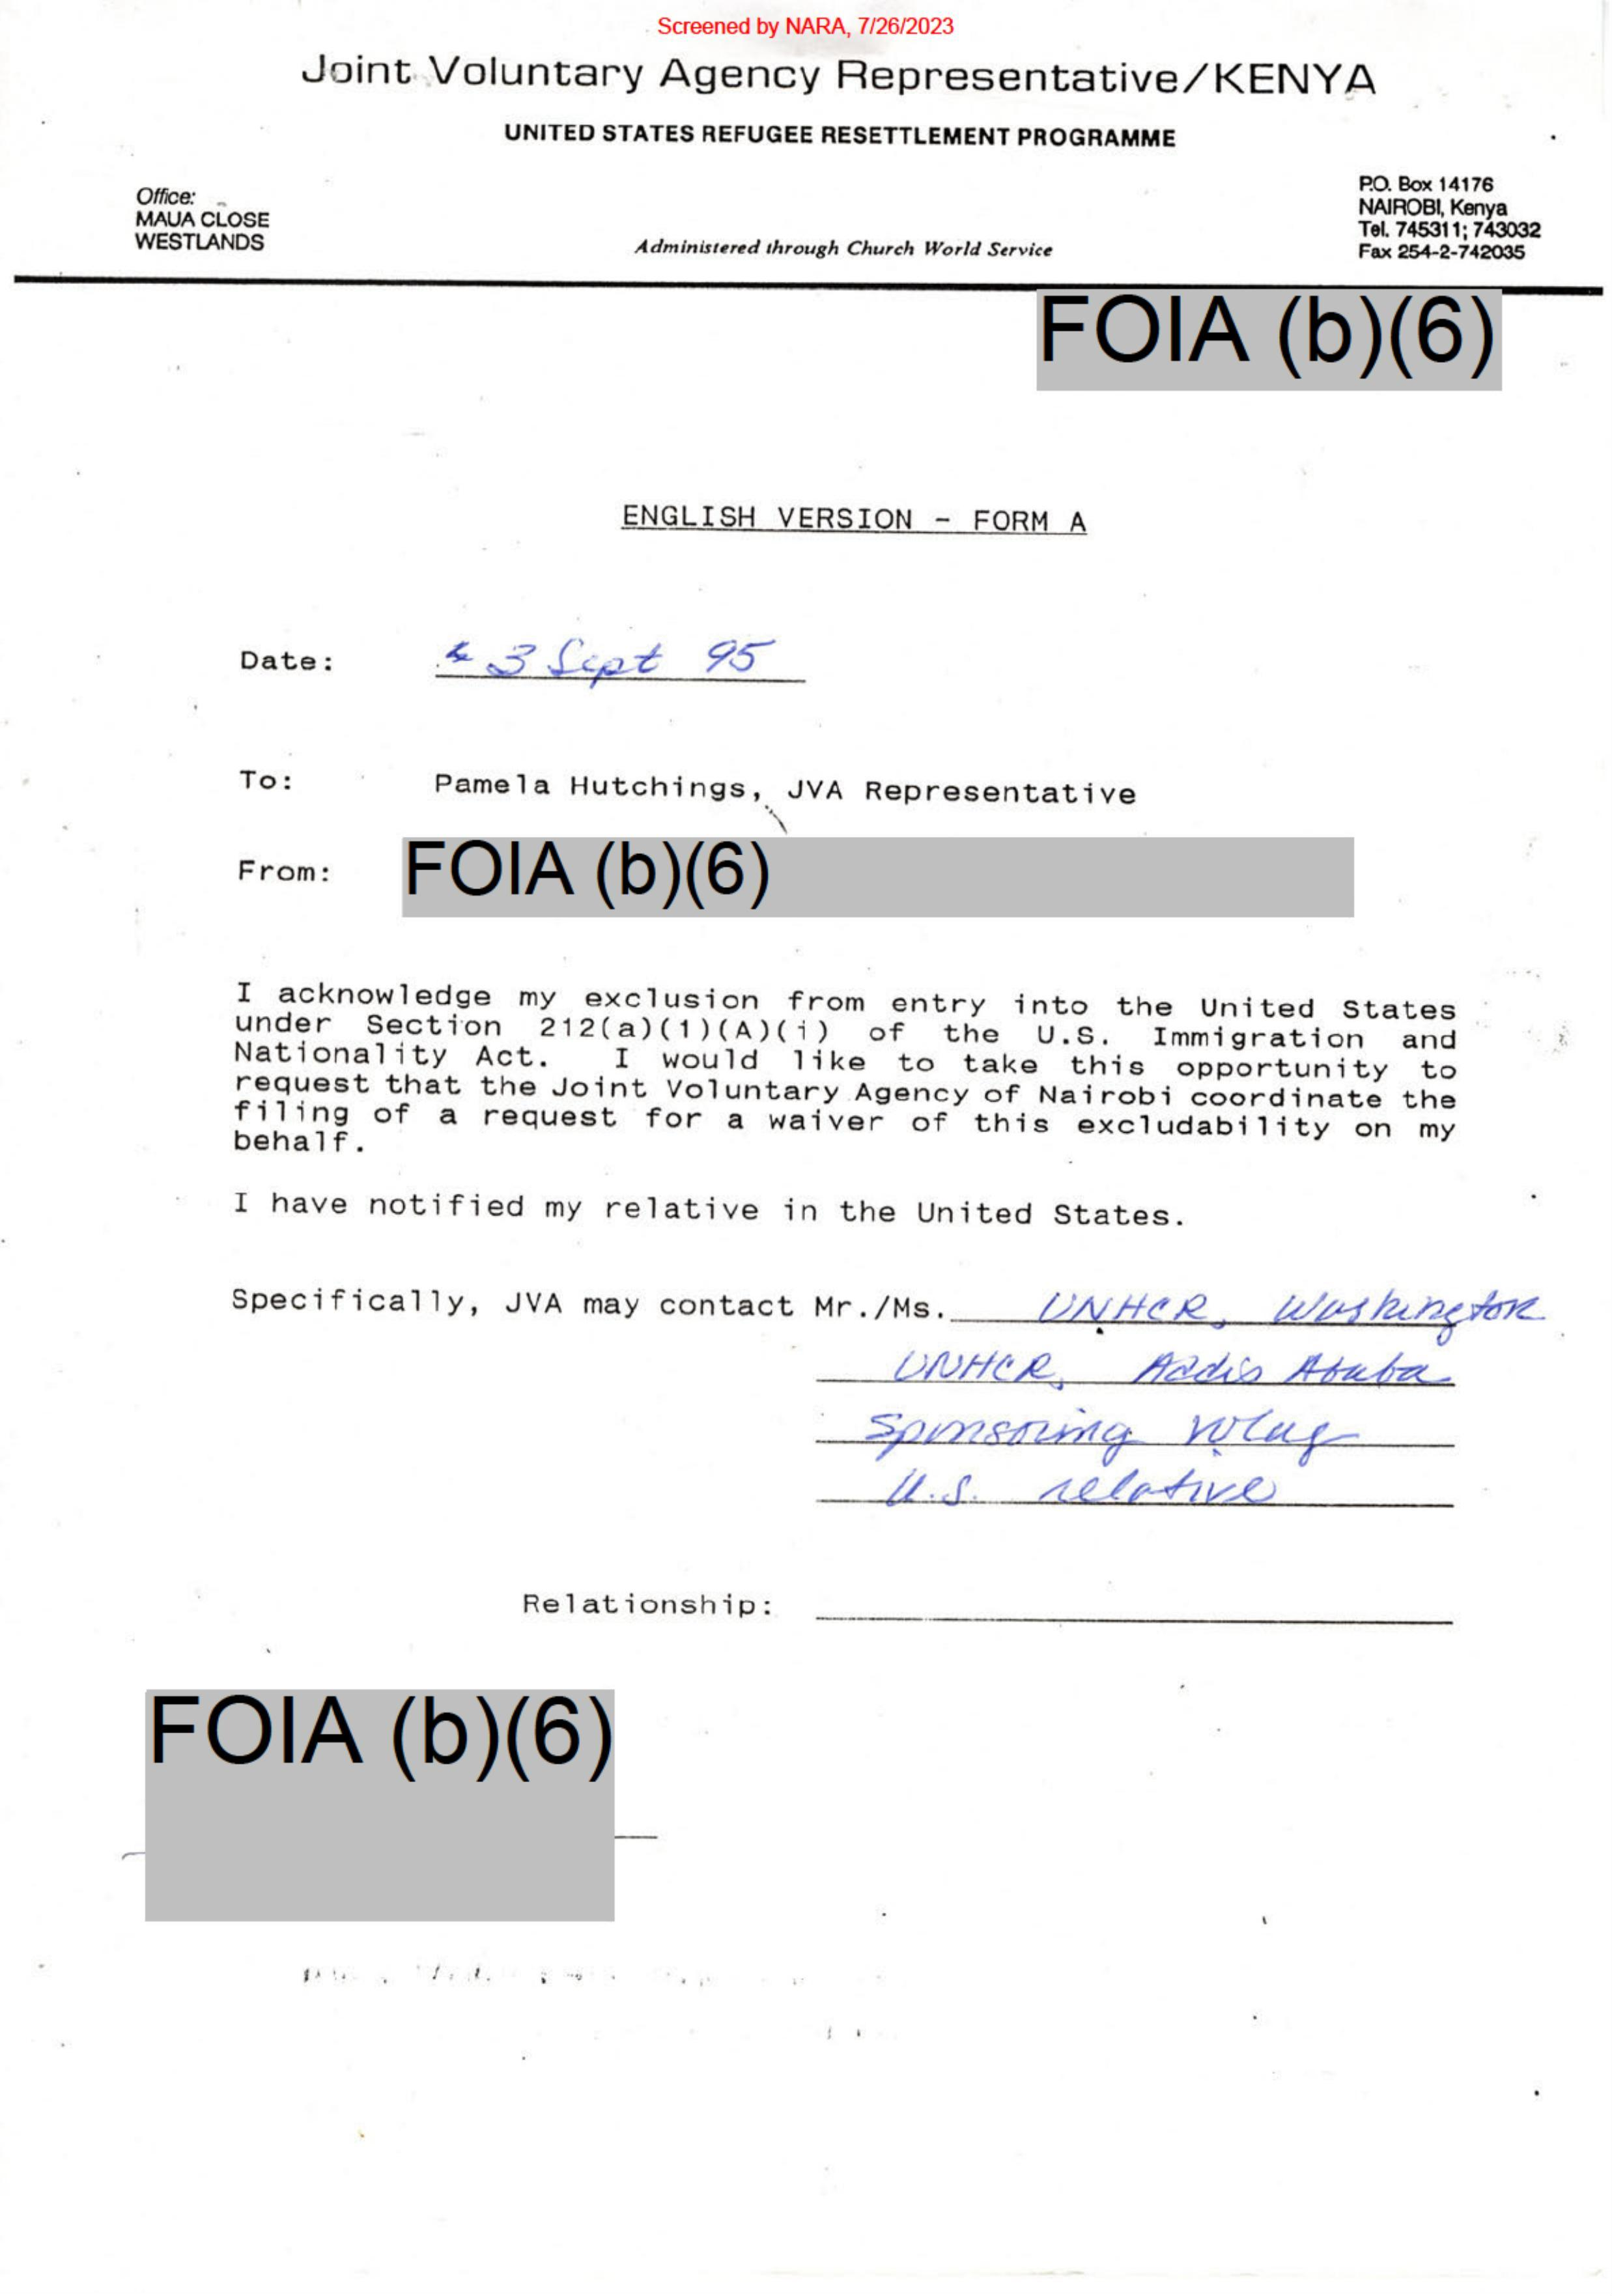 Screened by NARA, 7/26/2023
Joint Voluntary Agency Representative/KENYA
UNITED STATES REFUGEE RESETTLEMENT PROGRAMME
Office:
MAUA CLOSE
WESTLANDS
Administered through Church World Service
P.O. Box 14176
NAIROBI, Kenya
Tel. 745311; 743032
Fax 254-2-742035
FOIA (b)(6)
ENGLISH VERSION - FORM A
Date: 3 Sept 95
To: Pamela Hutchings, JVA Representative
From: FOIA (b)(6)
I acknowledge my exclusion from entry into the United States
under Section 212(a)(1)(A)(i) of the U.S. Immigration and
Nationality Act. I would like to take this opportunity to
request that the Joint Voluntary Agency of Nairobi coordinate the
filing of a request for a waiver of this excludability on my
behalf.
I have notified my relative in the United States.
Specifically, JVA may contact Mr./Ms. UNHCR, Washington
UNHCR, Addis Ababa
Sponsoring Volag
U.S. relative
Relationship:
FOIA (b)(6)